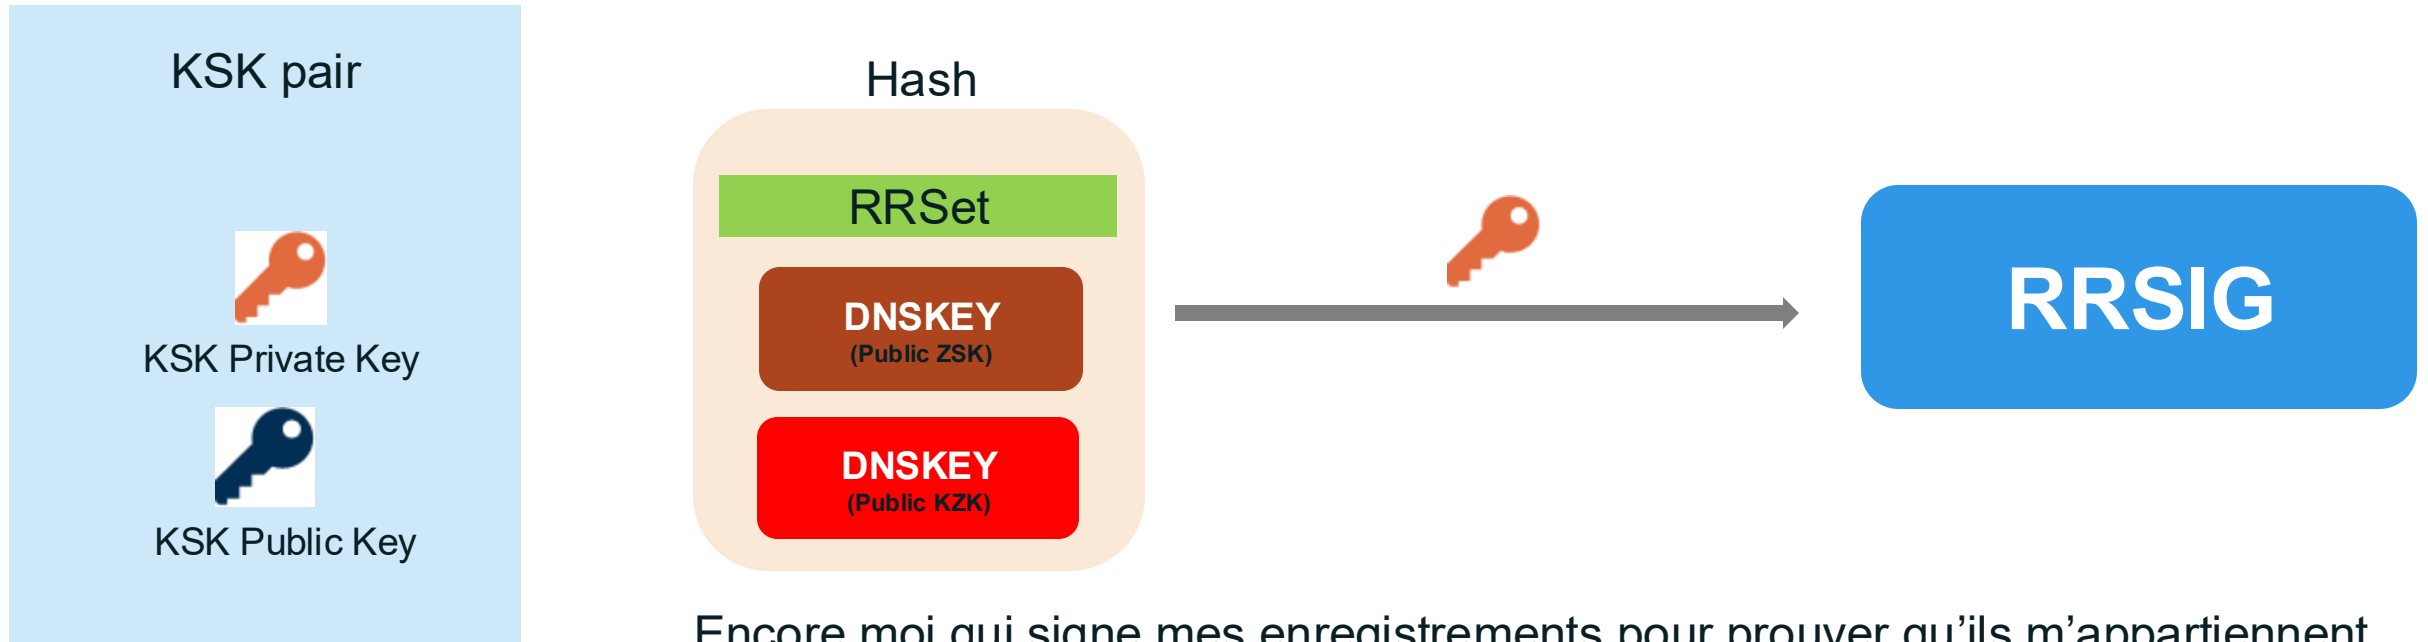 KSK pair
KSK Private Key
KSK Public Key
Hash
RRSet
DNSKEY
(Public ZSK)
DNSKEY
(Public KZK)
RRSIG
Encore moi qui signe mes enregistrements pour prouver qu’ils m’appartiennent